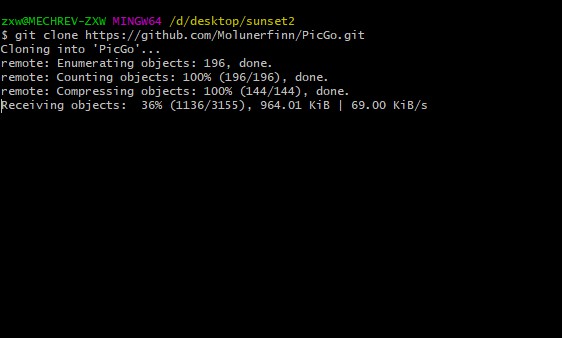 zxw@MECHREV-ZXW MINGW64 /d/desktop/sunset2
$ git clone https://github.com/Molunerfinn/PicGo.git
Cloning into 'PicGo'...
remote: Enumerating objects: 196, done.
remote: Counting objects: 100% (196/196), done.
remote: Compressing objects: 100% (144/144), done.
Receiving objects:  36% (1136/3155), 964.01 KiB | 69.00 KiB/s